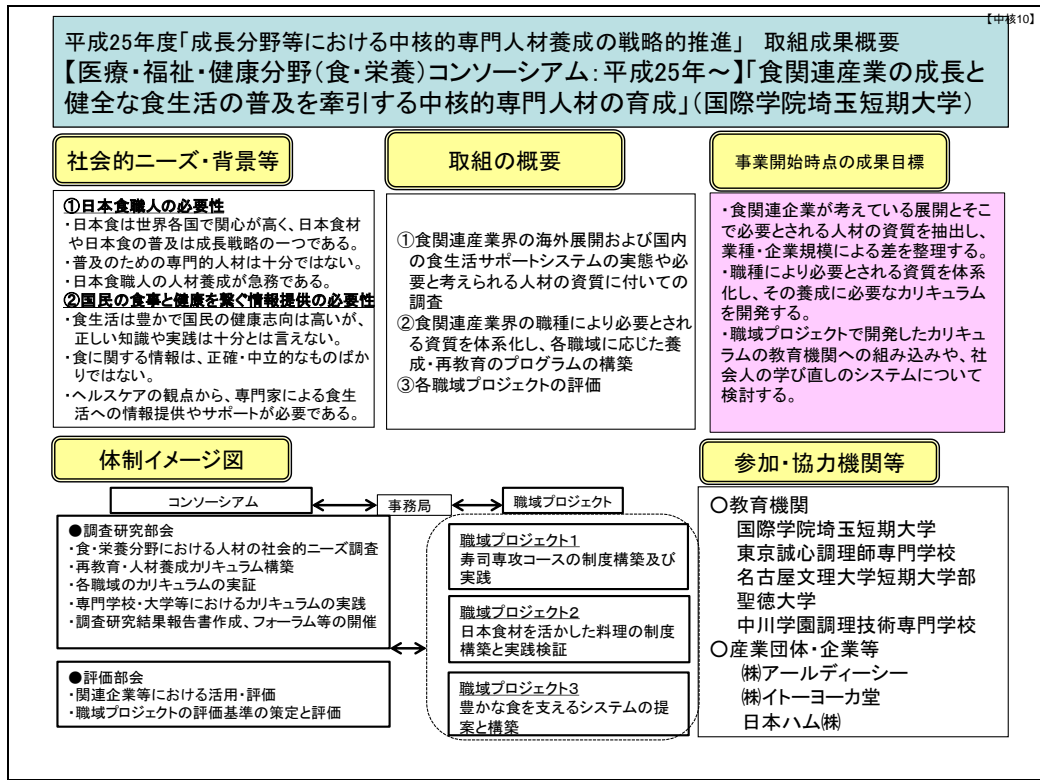 【中核10】
平成25年度「成長分野等における中核的専門人材養成の戦略的推進」 取組成果概要
【医療・福祉・健康分野(食・栄養)コンソーシアム:平成25年~】「食関連産業の成長と
健全な食生活の普及を牽引する中核的専門人材の育成」(国際学院埼玉短期大学)
社会的ニーズ・背景等
①日本食職人の必要性
・日本食は世界各国で関心が高く、日本食材
や日本食の普及は成長戦略の一つである。
・普及のための専門的人材は十分ではない。
・日本食職人の人材養成が急務である。
②国民の食事と健康を繋ぐ情報提供の必要性
・食生活は豊かで国民の健康志向は高いが、
正しい知識や実践は十分とは言えない。
・食に関する情報は、正確・中立的なものばか
りではない。
・ヘルスケアの観点から、専門家による食生
活への情報提供やサポートが必要である。
取組の概要
①食関連産業界の海外展開および国内
の食生活サポートシステムの実態や必
要と考えられる人材の資質に付いての
調査
②食関連産業界の職種により必要とされ
る資質を体系化し、各職域に応じた養
成・再教育のプログラムの構築
③各職域プロジェクトの評価
事業開始時点の成果目標
・食関連企業が考えている展開とそこ
で必要とされる人材の資質を抽出し、
業種・企業規模による差を整理する。
・職種により必要とされる資質を体系
化し、その養成に必要なカリキュラム
を開発する。
・職域プロジェクトで開発したカリキュ
ラムの教育機関への組み込みや、社
会人の学び直しのシステムについて
検討する。
体制イメージ図
コンソーシアム
事務局
職域プロジェクト
●調査研究部会
・食・栄養分野における人材の社会的ニーズ調査
・再教育・人材養成カリキュラム構築
・各職域のカリキュラムの実証
・専門学校・大学等におけるカリキュラムの実践
・調査研究結果報告書作成、フォーラム等の開催
●評価部会
・関連企業等における活用・評価
・職域プロジェクトの評価基準の策定と評価
職域プロジェクト1
寿司専攻コースの制度構築及び
実践
職域プロジェクト2
日本食材を活かした料理の制度
構築と実践検証
職域プロジェクト3
豊かな食を支えるシステムの提
案と構築
参加・協力機関等
○教育機関
国際学院埼玉短期大学
東京誠心調理師専門学校
名古屋文理大学短期大学部
聖徳大学
中川学園調理技術専門学校
○産業団体・企業等
㈱アールディーシー
㈱イトーヨーカ堂
日本ハム㈱